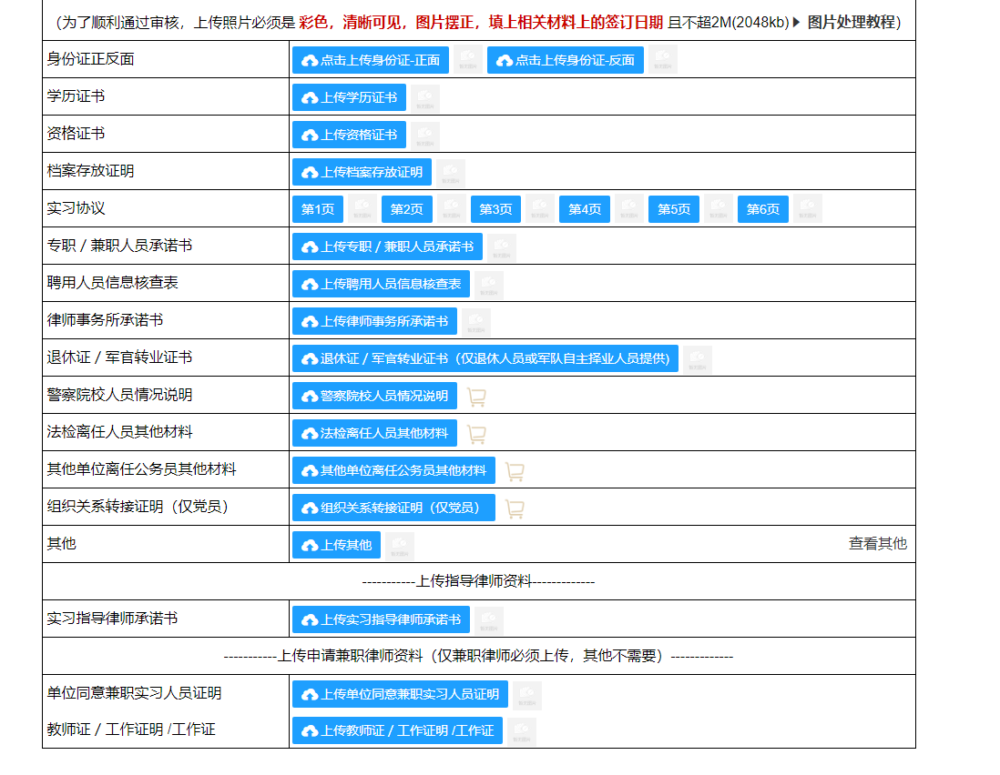 （为了顺利通过审核，上传照片必须是 彩色，清晰可见，图片摆正，填上相关材料上的签订日期 且不超2M(2048kb) 图片处理教程）
身份证正反面 点击上传身份证-正面 点击上传身份证-反面
学历证书 上传学历证书
资格证书 上传资格证书
档案存放证明 上传档案存放证明
实习协议 第1页 第2页 第3页 第4页 第5页 第6页
专职 / 兼职人员承诺书 上传专职 / 兼职人员承诺书
聘用人员信息核查表 上传聘用人员信息核查表
律师事务所承诺书 上传律师事务所承诺书
退休证 / 军官转业证书 退休证 / 军官转业证书（仅退休人员或军队自主择业人员提供)
警察院校人员情况说明 警察院校人员情况说明
法检离任人员其他材料 法检离任人员其他材料
其他单位离任公务员其他材料 其他单位离任公务员其他材料
组织关系转接证明（仅党员） 组织关系转接证明（仅党员）
其他 上传其他 查看其他
-----------上传指导律师资料-------------
实习指导律师承诺书 上传实习指导律师承诺书
-----------上传申请兼职律师资料（仅兼职律师必须上传，其他不需要）-------------
单位同意兼职实习人员证明 上传单位同意兼职实习人员证明
教师证 / 工作证明 /工作证 上传教师证 / 工作证明 /工作证